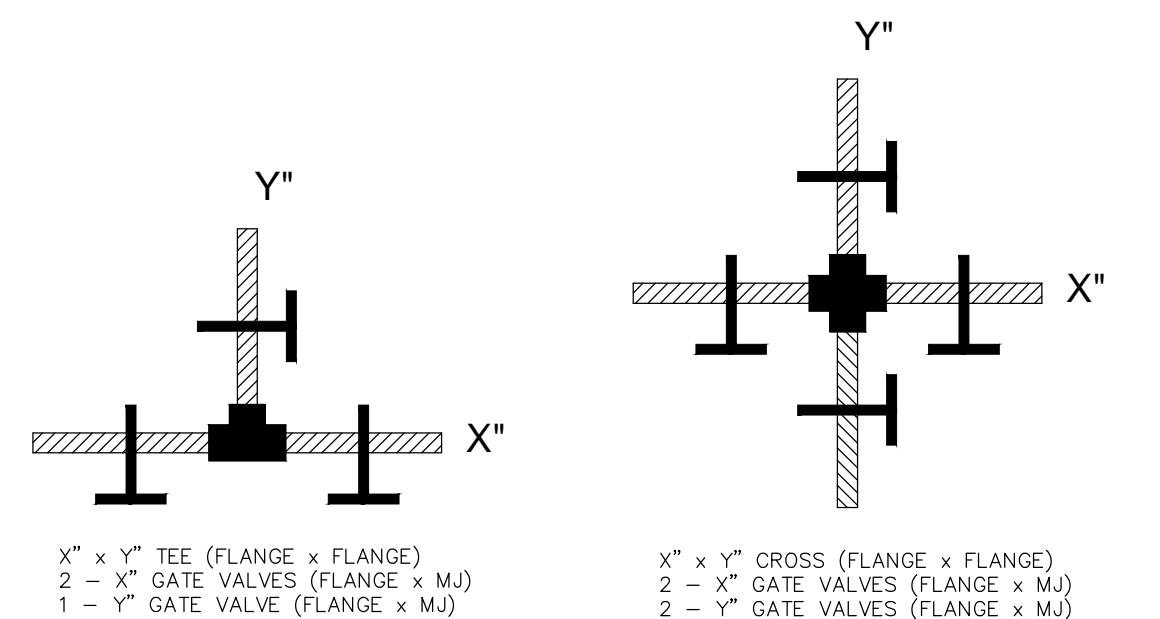 Y"
X"
X” x Y” TEE (FLANGE x FLANGE)
2 – X” GATE VALVES (FLANGE x MJ)
1 – Y” GATE VALVE (FLANGE x MJ)
Y"
X"
X” x Y” CROSS (FLANGE x FLANGE)
2 – X” GATE VALVES (FLANGE x MJ)
2 – Y” GATE VALVES (FLANGE x MJ)